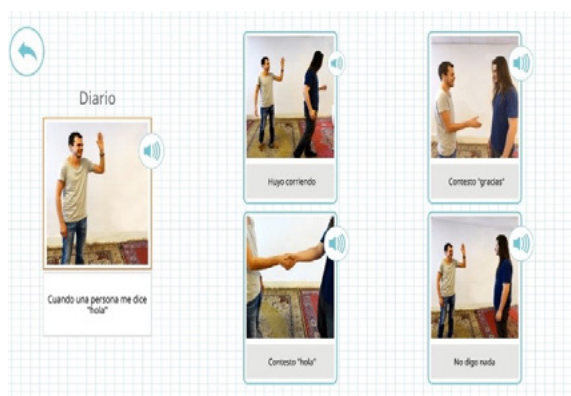 Diario
Cuando una persona me dice
"hola"
Huyo corriendo
Contesto "gracias"
Contesto "hola"
No digo nada